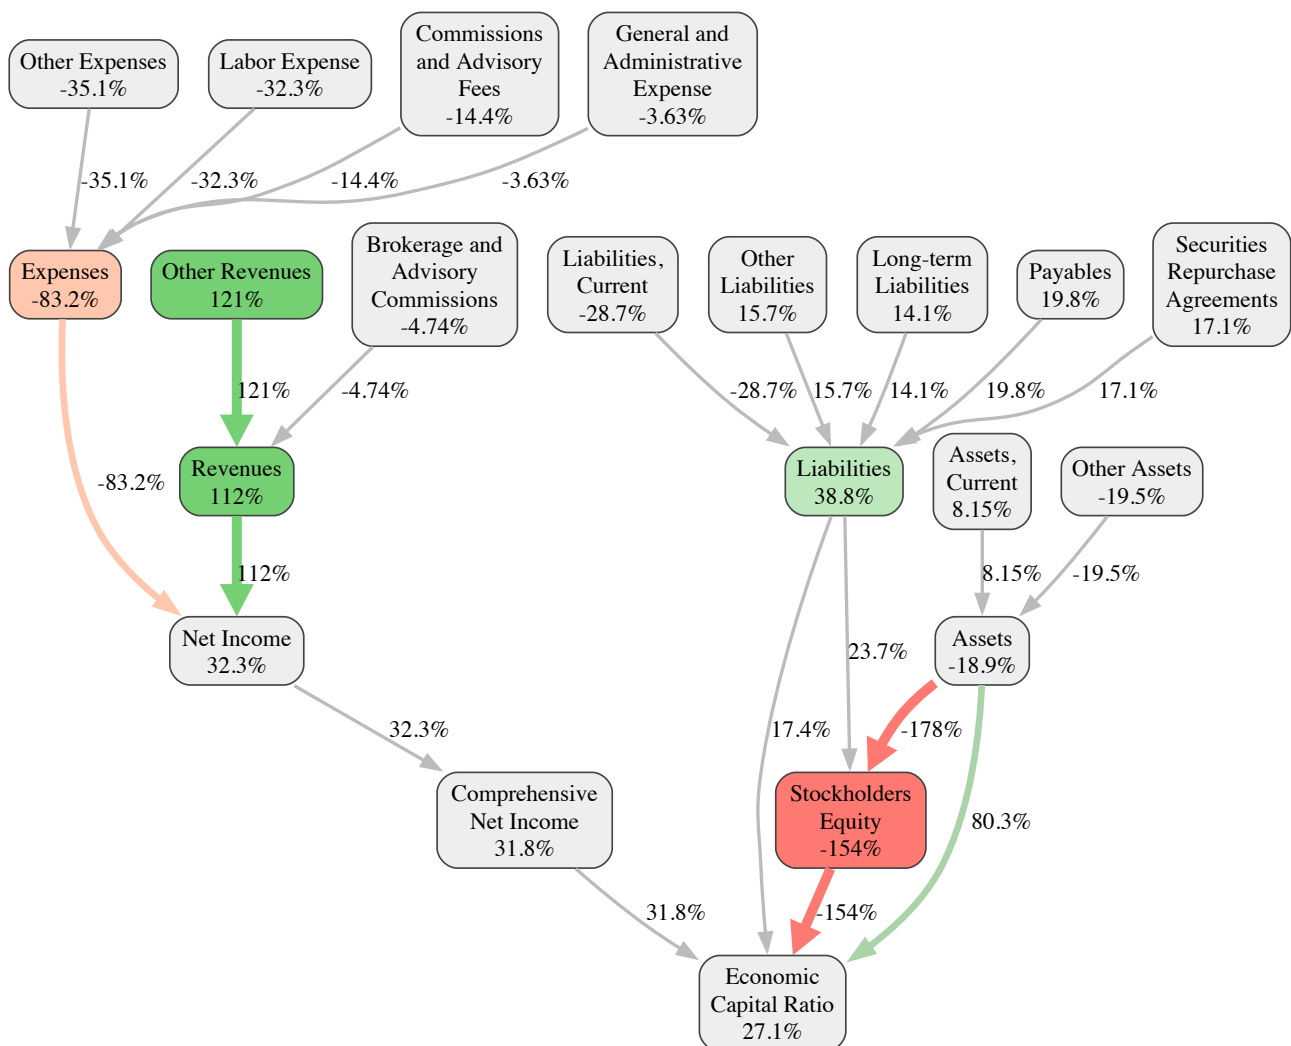 Other Expenses
-35.1%
Labor Expense
-32.3%
Commissions
and Advisory
Fees
-14.4%
General and
Administrative
Expense
-3.63%
-35.1%
-32.3%
-14.4%
-3.63%
Expenses
-83.2%
Other Revenues
121%
Brokerage and
Advisory
Commissions
-4.74%
Liabilities,
Current
-28.7%
Other
Liabilities
15.7%
Long-term
Liabilities
14.1%
Payables
19.8%
Securities
Repurchase
Agreements
17.1%
121%
-4.74%
-28.7%
15.7%
14.1%
19.8%
17.1%
-83.2%
Revenues
112%
Liabilities
38.8%
Assets,
Current
8.15%
Other Assets
-19.5%
112%
8.15%
-19.5%
Net Income
32.3%
23.7%
Assets
-18.9%
32.3%
17.4%
-178%
Comprehensive
Net Income
31.8%
Stockholders
Equity
-154%
80.3%
31.8%
-154%
Economic
Capital Ratio
27.1%